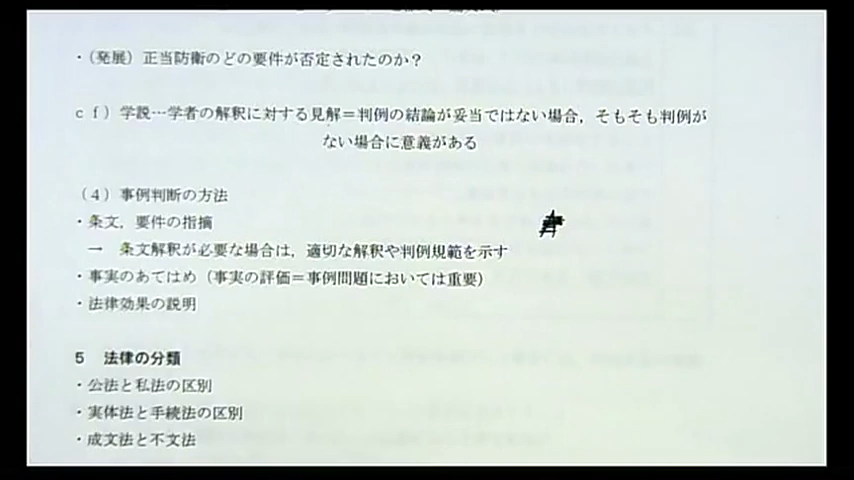 ・（発展）正当防衛のどの要件が否定されたのか？
ｃｆ）学説…学者の解釈に対する見解＝判例の結論が妥当ではない場合，そもそも判例が
ない場合に意義がある
（４）事例判断の方法
・条文，要件の指摘
→　条文解釈が必要な場合は，適切な解釈や判例規範を示す
・事実のあてはめ（事実の評価＝事例問題においては重要）
・法律効果の説明
５　法律の分類
・公法と私法の区別
・実体法と手続法の区別
・成文法と不文法